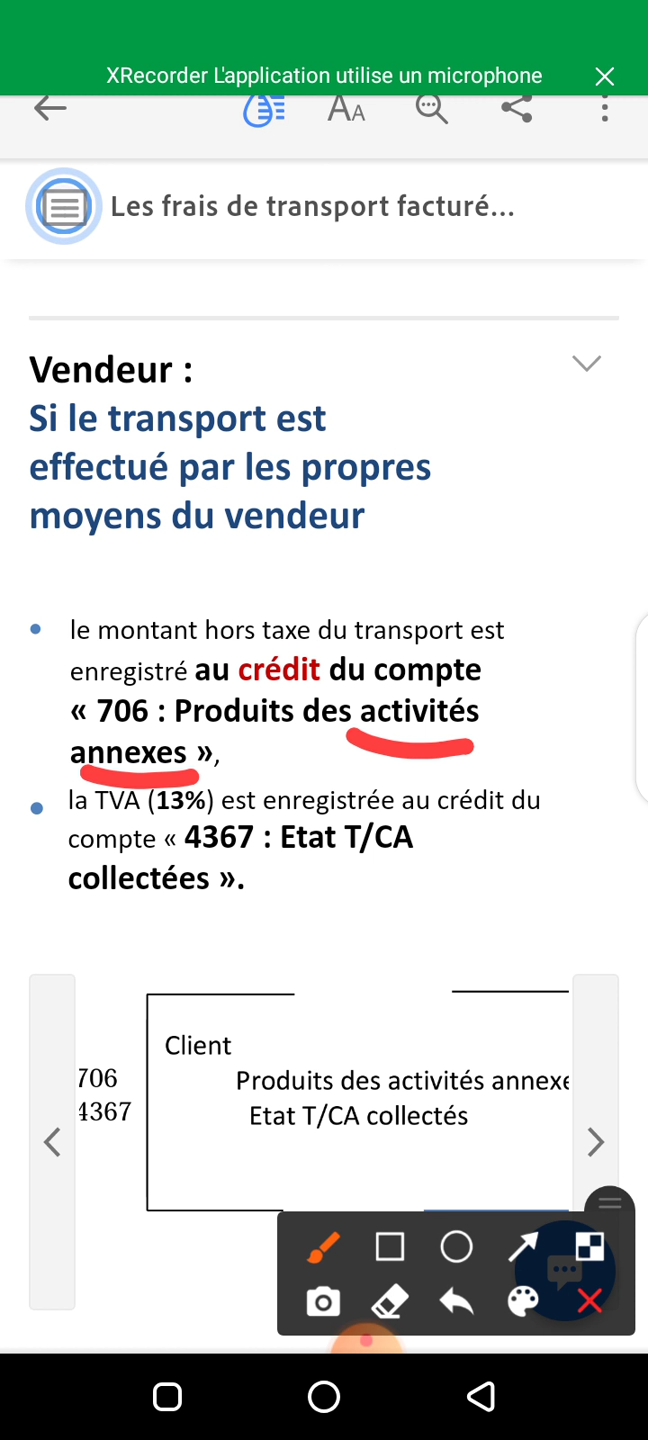 XRecorder L'application utilise un microphone
AA
Les frais de transport facturé...
Vendeur :
Si le transport est
effectué par les propres
moyens du vendeur
• le montant hors taxe du transport est
enregistré au crédit du compte
« 706 : Produits des activités
annexes »,
• la TVA (13%) est enregistrée au crédit du
compte « 4367 : Etat T/CA
collectées ».
Client
706 Produits des activités annexe
4367 Etat T/CA collectés